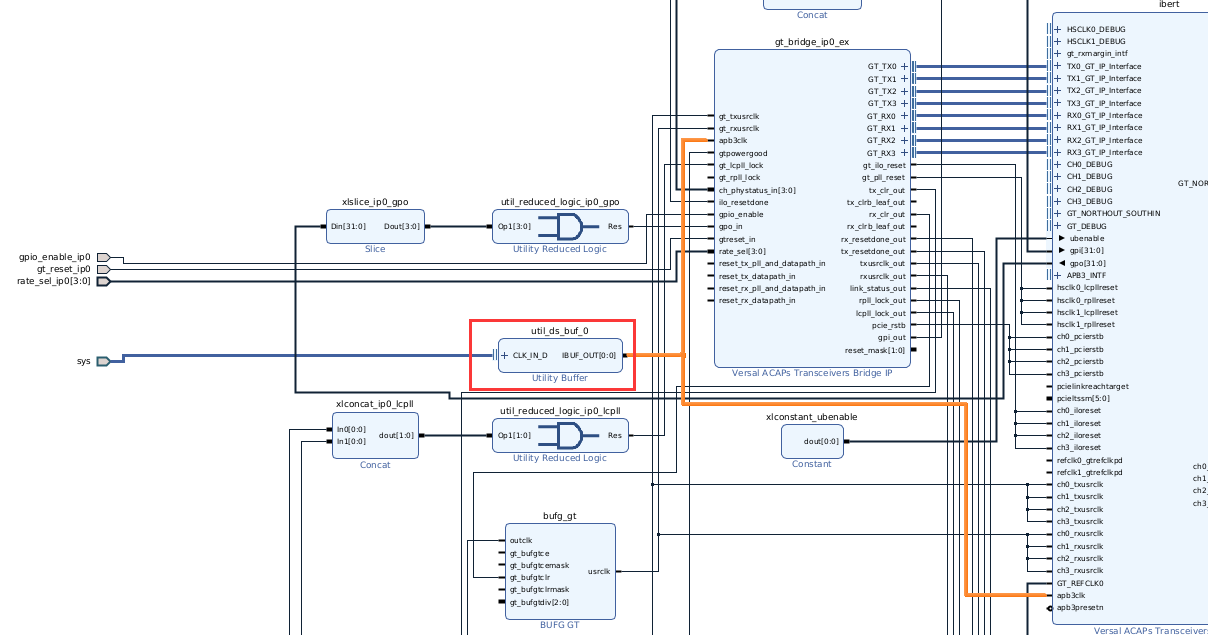 Concat
gt_bridge_ip0_ex
GT_TX0
GT_TX1
GT_TX2
GT_TX3
GT_RX0
GT_RX1
GT_RX2
GT_RX3
gt_txusrclk
gt_rxusrclk
apb3clk
gtpowergood
gt_lcpll_lock
gt_rpll_lock
ch_phystatus_in[3:0]
ilo_resetdone
gpio_enable
gpo_in
gtreset_in
rate_sel[3:0]
reset_tx_pll_and_datapath_in
reset_tx_datapath_in
reset_rx_pll_and_datapath_in
reset_rx_datapath_in
gt_ilo_reset
gt_pll_reset
tx_clr_out
tx_clrb_leaf_out
rx_clr_out
rx_clrb_leaf_out
rx_resetdone_out
tx_resetdone_out
txusrclk_out
rxusrclk_out
link_status_out
rpll_lock_out
lcpll_lock_out
pcie_rstb
gpi_out
reset_mask[1:0]
Versal ACAPs Transceivers Bridge IP
xlslice_ip0_gpo
Din[31:0] Dout[3:0]
Slice
util_reduced_logic_ip0_gpo
Op1[3:0] Res
Utility Reduced Logic
gpio_enable_ip0
gt_reset_ip0
rate_sel_ip0[3:0]
sys
util_ds_buf_0
CLK_IN_D IBUF_OUT[0:0]
Utility Buffer
xlconcat_ip0_lcpll
In0[0:0]
In1[0:0]
dout[1:0]
Concat
util_reduced_logic_ip0_lcpll
Op1[1:0] Res
Utility Reduced Logic
xlconstant_ubenable
dout[0:0]
Constant
bufg_gt
outclk
gt_bufgtce
gt_bufgtcemask
gt_bufgtclr
gt_bufgtclrmask
gt_bufgtdiv[2:0]
usrclk
BUFG GT
ibert
HSCLK0_DEBUG
HSCLK1_DEBUG
gt_rxmargin_intf
TX0_GT_IP_Interface
TX1_GT_IP_Interface
TX2_GT_IP_Interface
TX3_GT_IP_Interface
RX0_GT_IP_Interface
RX1_GT_IP_Interface
RX2_GT_IP_Interface
RX3_GT_IP_Interface
CH0_DEBUG
CH1_DEBUG
CH2_DEBUG
CH3_DEBUG
GT_NORTHOUT_SOUTHIN
GT_DEBUG
ubenable
gpi[31:0]
gpo[31:0]
APB3_INTF
hsclk0_lcpllreset
hsclk0_rpllreset
hsclk1_lcpllreset
hsclk1_rpllreset
ch0_pcierstb
ch1_pcierstb
ch2_pcierstb
ch3_pcierstb
pcielinkreachtarget
pcieltssm[5:0]
ch0_iloreset
ch1_iloreset
ch2_iloreset
ch3_iloreset
refclk0_gtrefclkpd
refclk1_gtrefclkpd
ch0_txusrclk
ch1_txusrclk
ch2_txusrclk
ch3_txusrclk
ch0_rxusrclk
ch1_rxusrclk
ch2_rxusrclk
ch3_rxusrclk
GT_REFCLK0
apb3clk
apb3presetn
GT_NOR
ch0_
ch1_
ch2_
ch3_
Versal ACAPs Transceivers